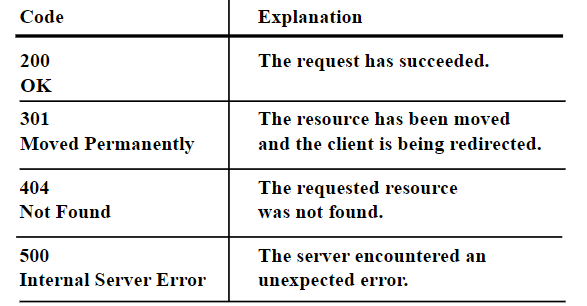 Code Explanation
200 The request has succeeded.
OK
301 The resource has been moved
Moved Permanently and the client is being redirected.
404 The requested resource
Not Found was not found.
500 The server encountered an
Internal Server Error unexpected error.